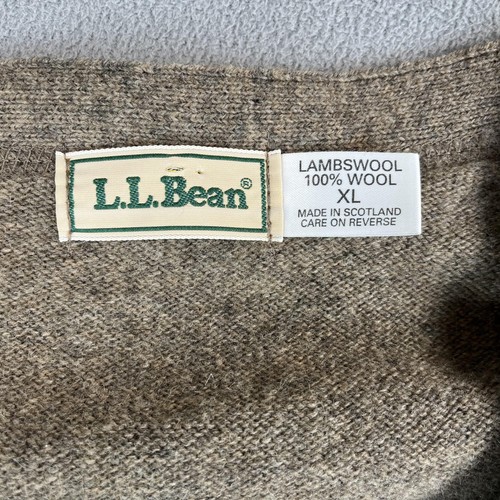 L.L.Bean®
LAMBSWOOL
100% WOOL
XL
MADE IN SCOTLAND
CARE ON REVERSE